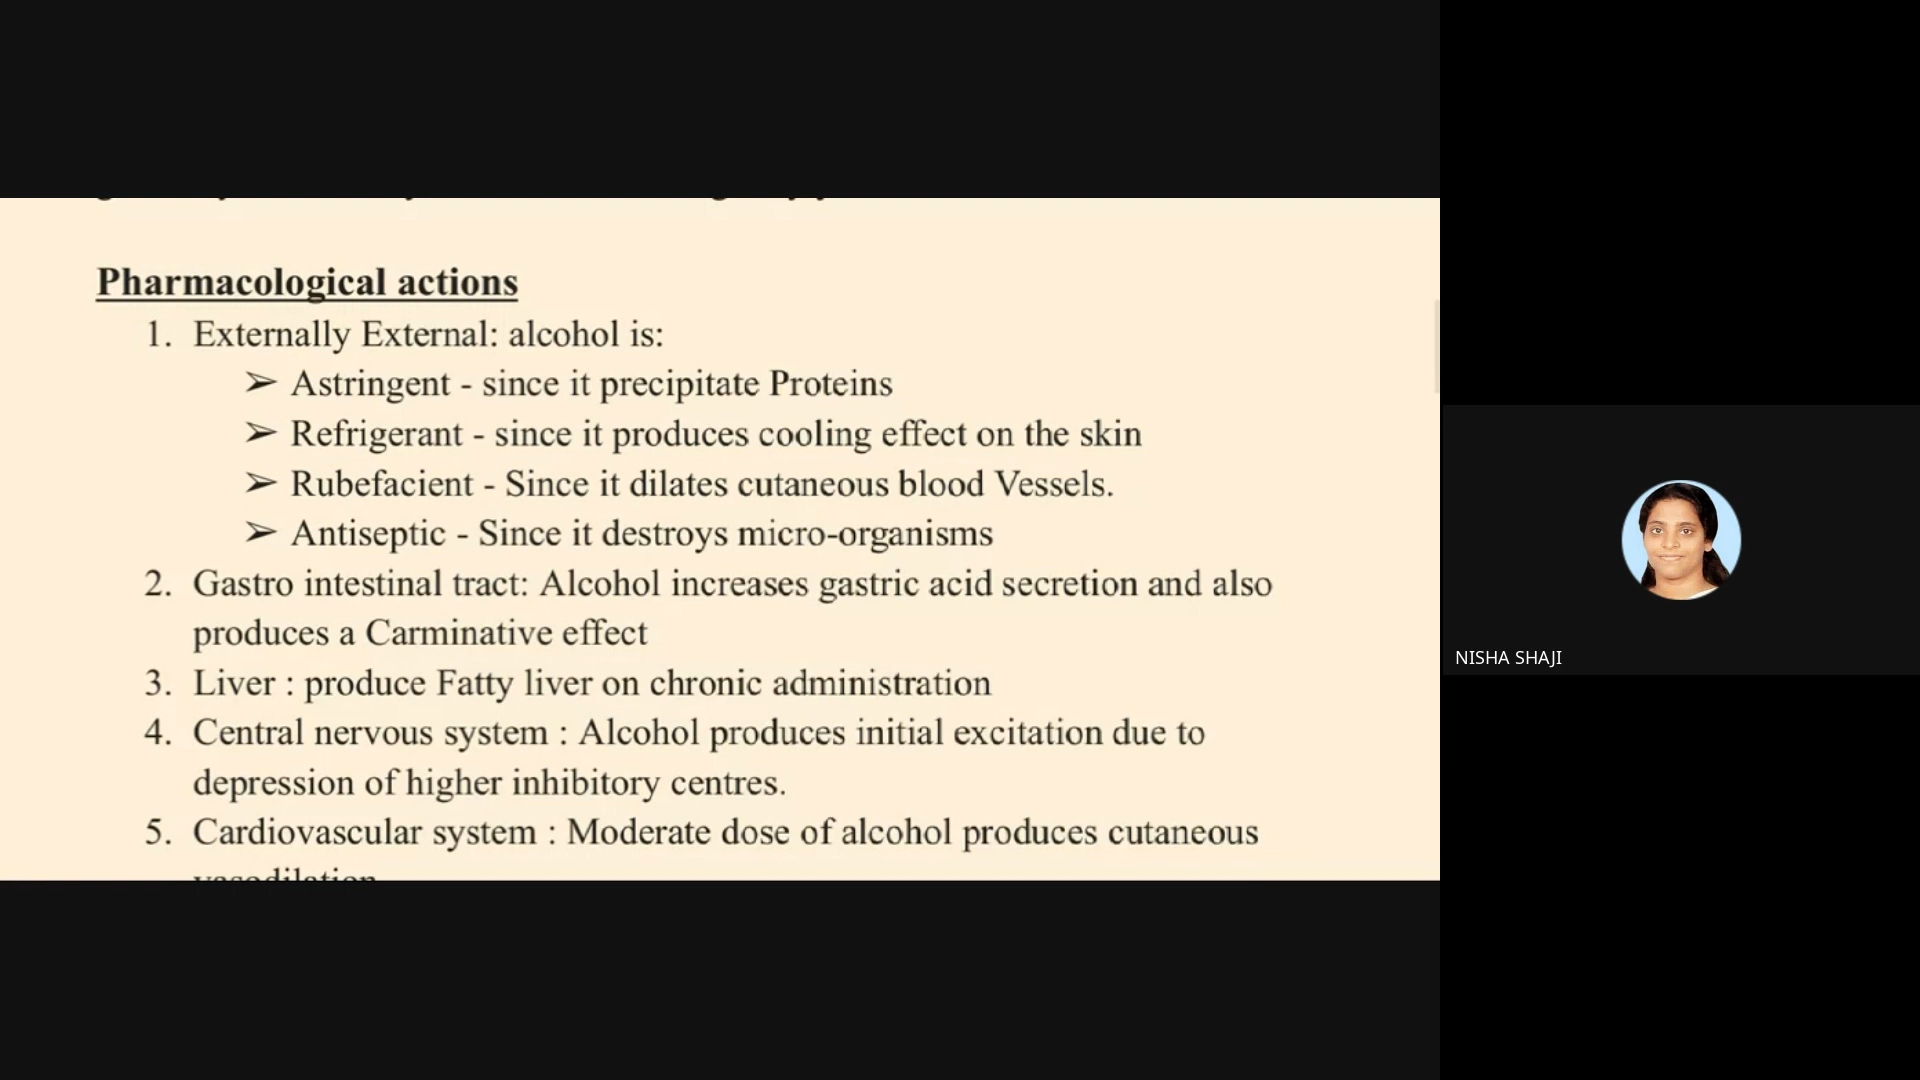 Pharmacological actions
1. Externally External: alcohol is:
➢ Astringent - since it precipitate Proteins
➢ Refrigerant - since it produces cooling effect on the skin
➢ Rubefacient - Since it dilates cutaneous blood Vessels.
➢ Antiseptic - Since it destroys micro-organisms
2. Gastro intestinal tract: Alcohol increases gastric acid secretion and also
produces a Carminative effect
3. Liver : produce Fatty liver on chronic administration
4. Central nervous system : Alcohol produces initial excitation due to
depression of higher inhibitory centres.
5. Cardiovascular system : Moderate dose of alcohol produces cutaneous
vasodilation
NISHA SHAJI